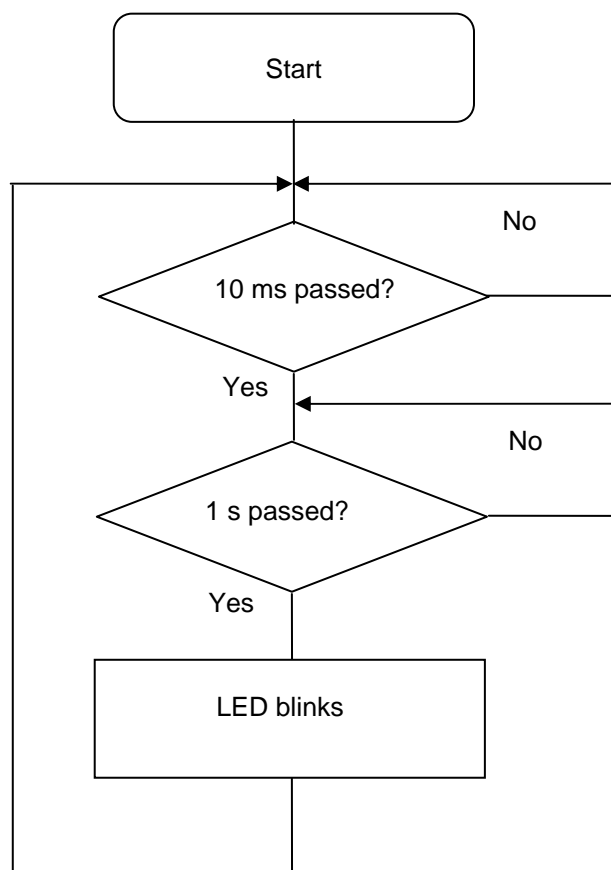 Start
No
10 ms passed?
Yes
No
1 s passed?
Yes
LED blinks